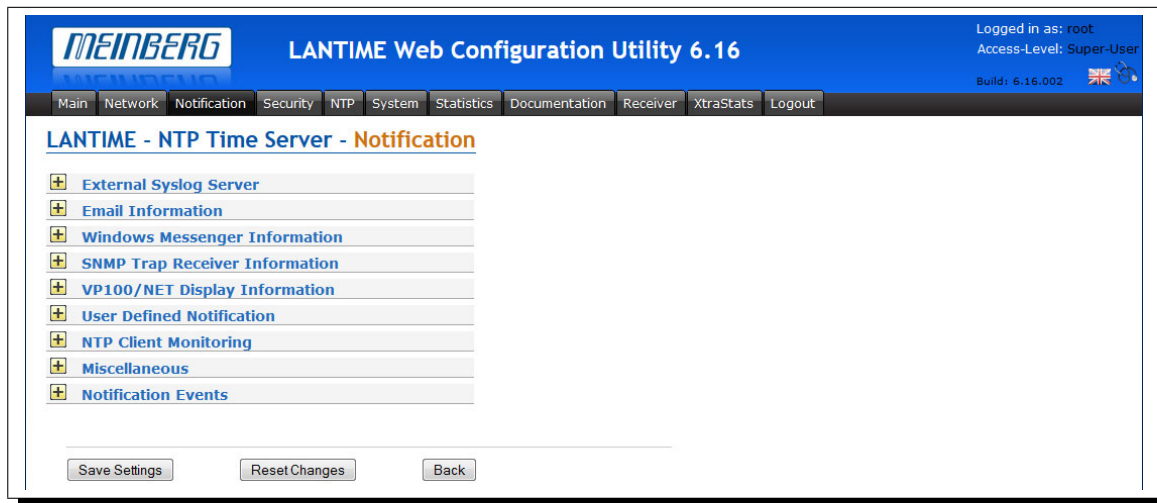 MEINBERG
LANTIME Web Configuration Utility 6.16
Logged in as: root
Access-Level: Super-User
Build: 6.16.002
Main Network Notification Security NTP System Statistics Documentation Receiver XtraStats Logout
LANTIME - NTP Time Server - Notification
External Syslog Server
Email Information
Windows Messenger Information
SNMP Trap Receiver Information
VP100/NET Display Information
User Defined Notification
NTP Client Monitoring
Miscellaneous
Notification Events
Save Settings Reset Changes Back